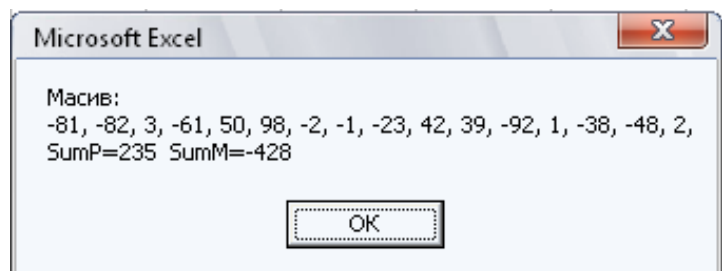 Microsoft Excel
Масив:
-81, -82, 3, -61, 50, 98, -2, -1, -23, 42, 39, -92, 1, -38, -48, 2,
SumP=235 SumM=-428
OK